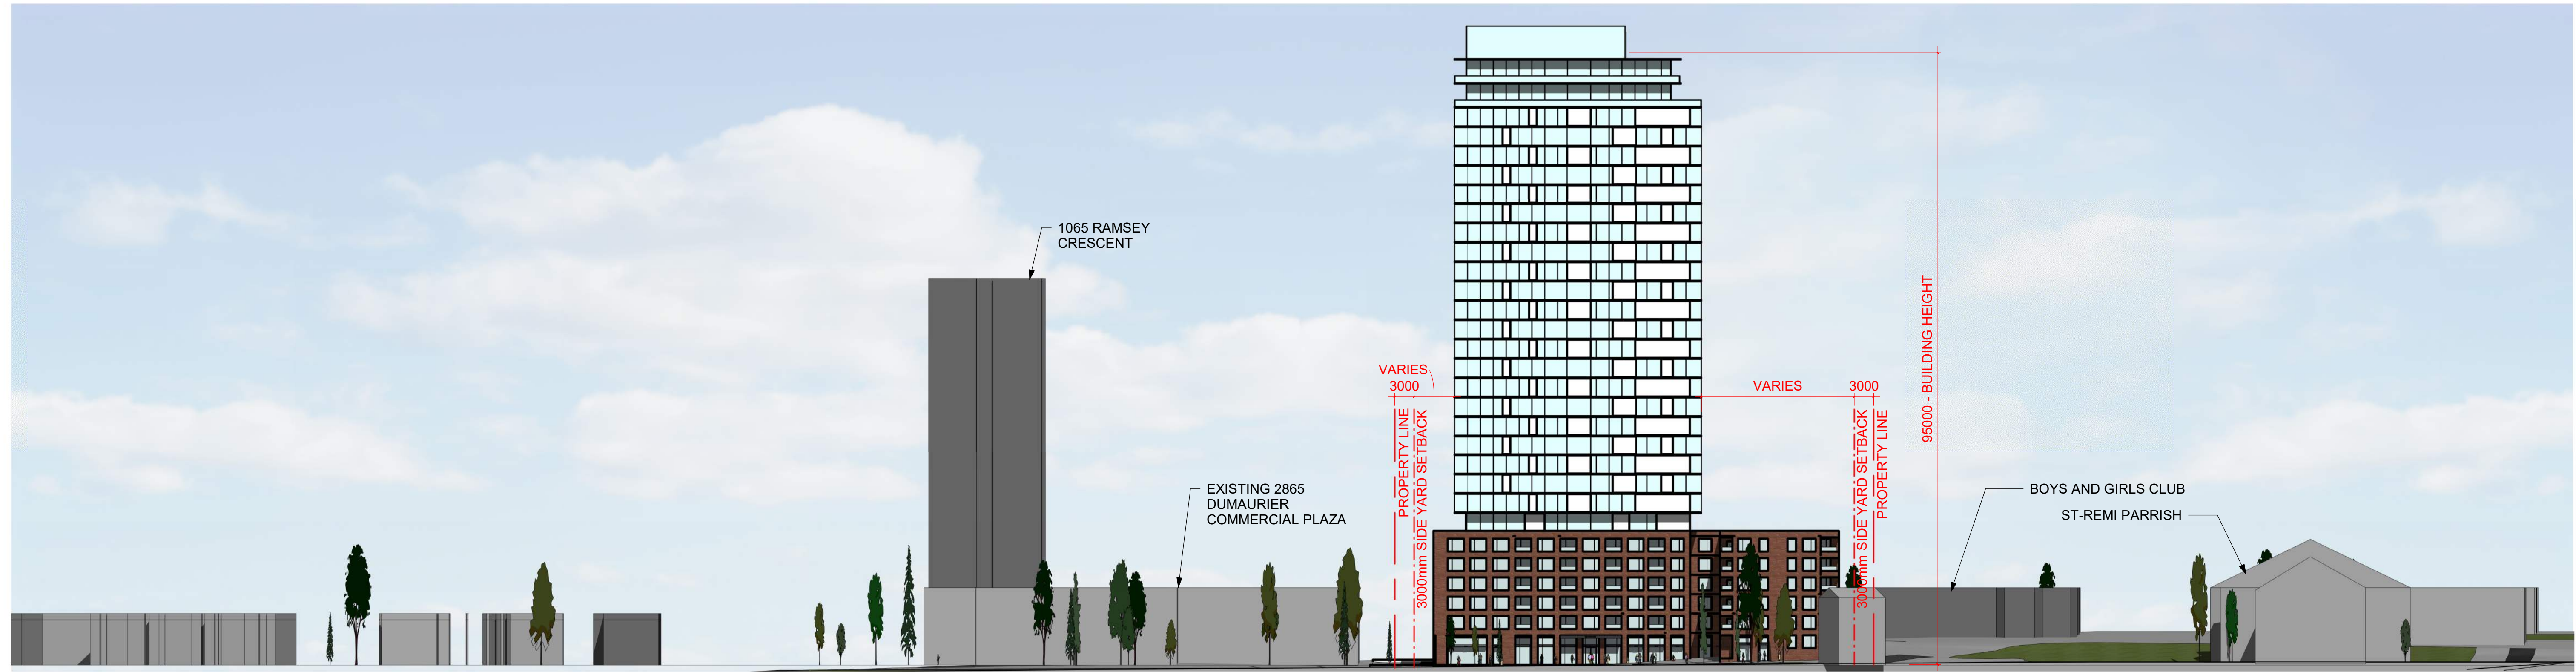 1065 RAMSEY
CRESCENT
VARIES
3000
VARIES
3000
PROPERTY LINE
3000mm SIDE YARD SETBACK
3000mm SIDE YARD SETBACK
PROPERTY LINE
95000 - BUILDING HEIGHT
EXISTING 2865
DUMAURIER
COMMERCIAL PLAZA
BOYS AND GIRLS CLUB
ST-REMI PARRISH